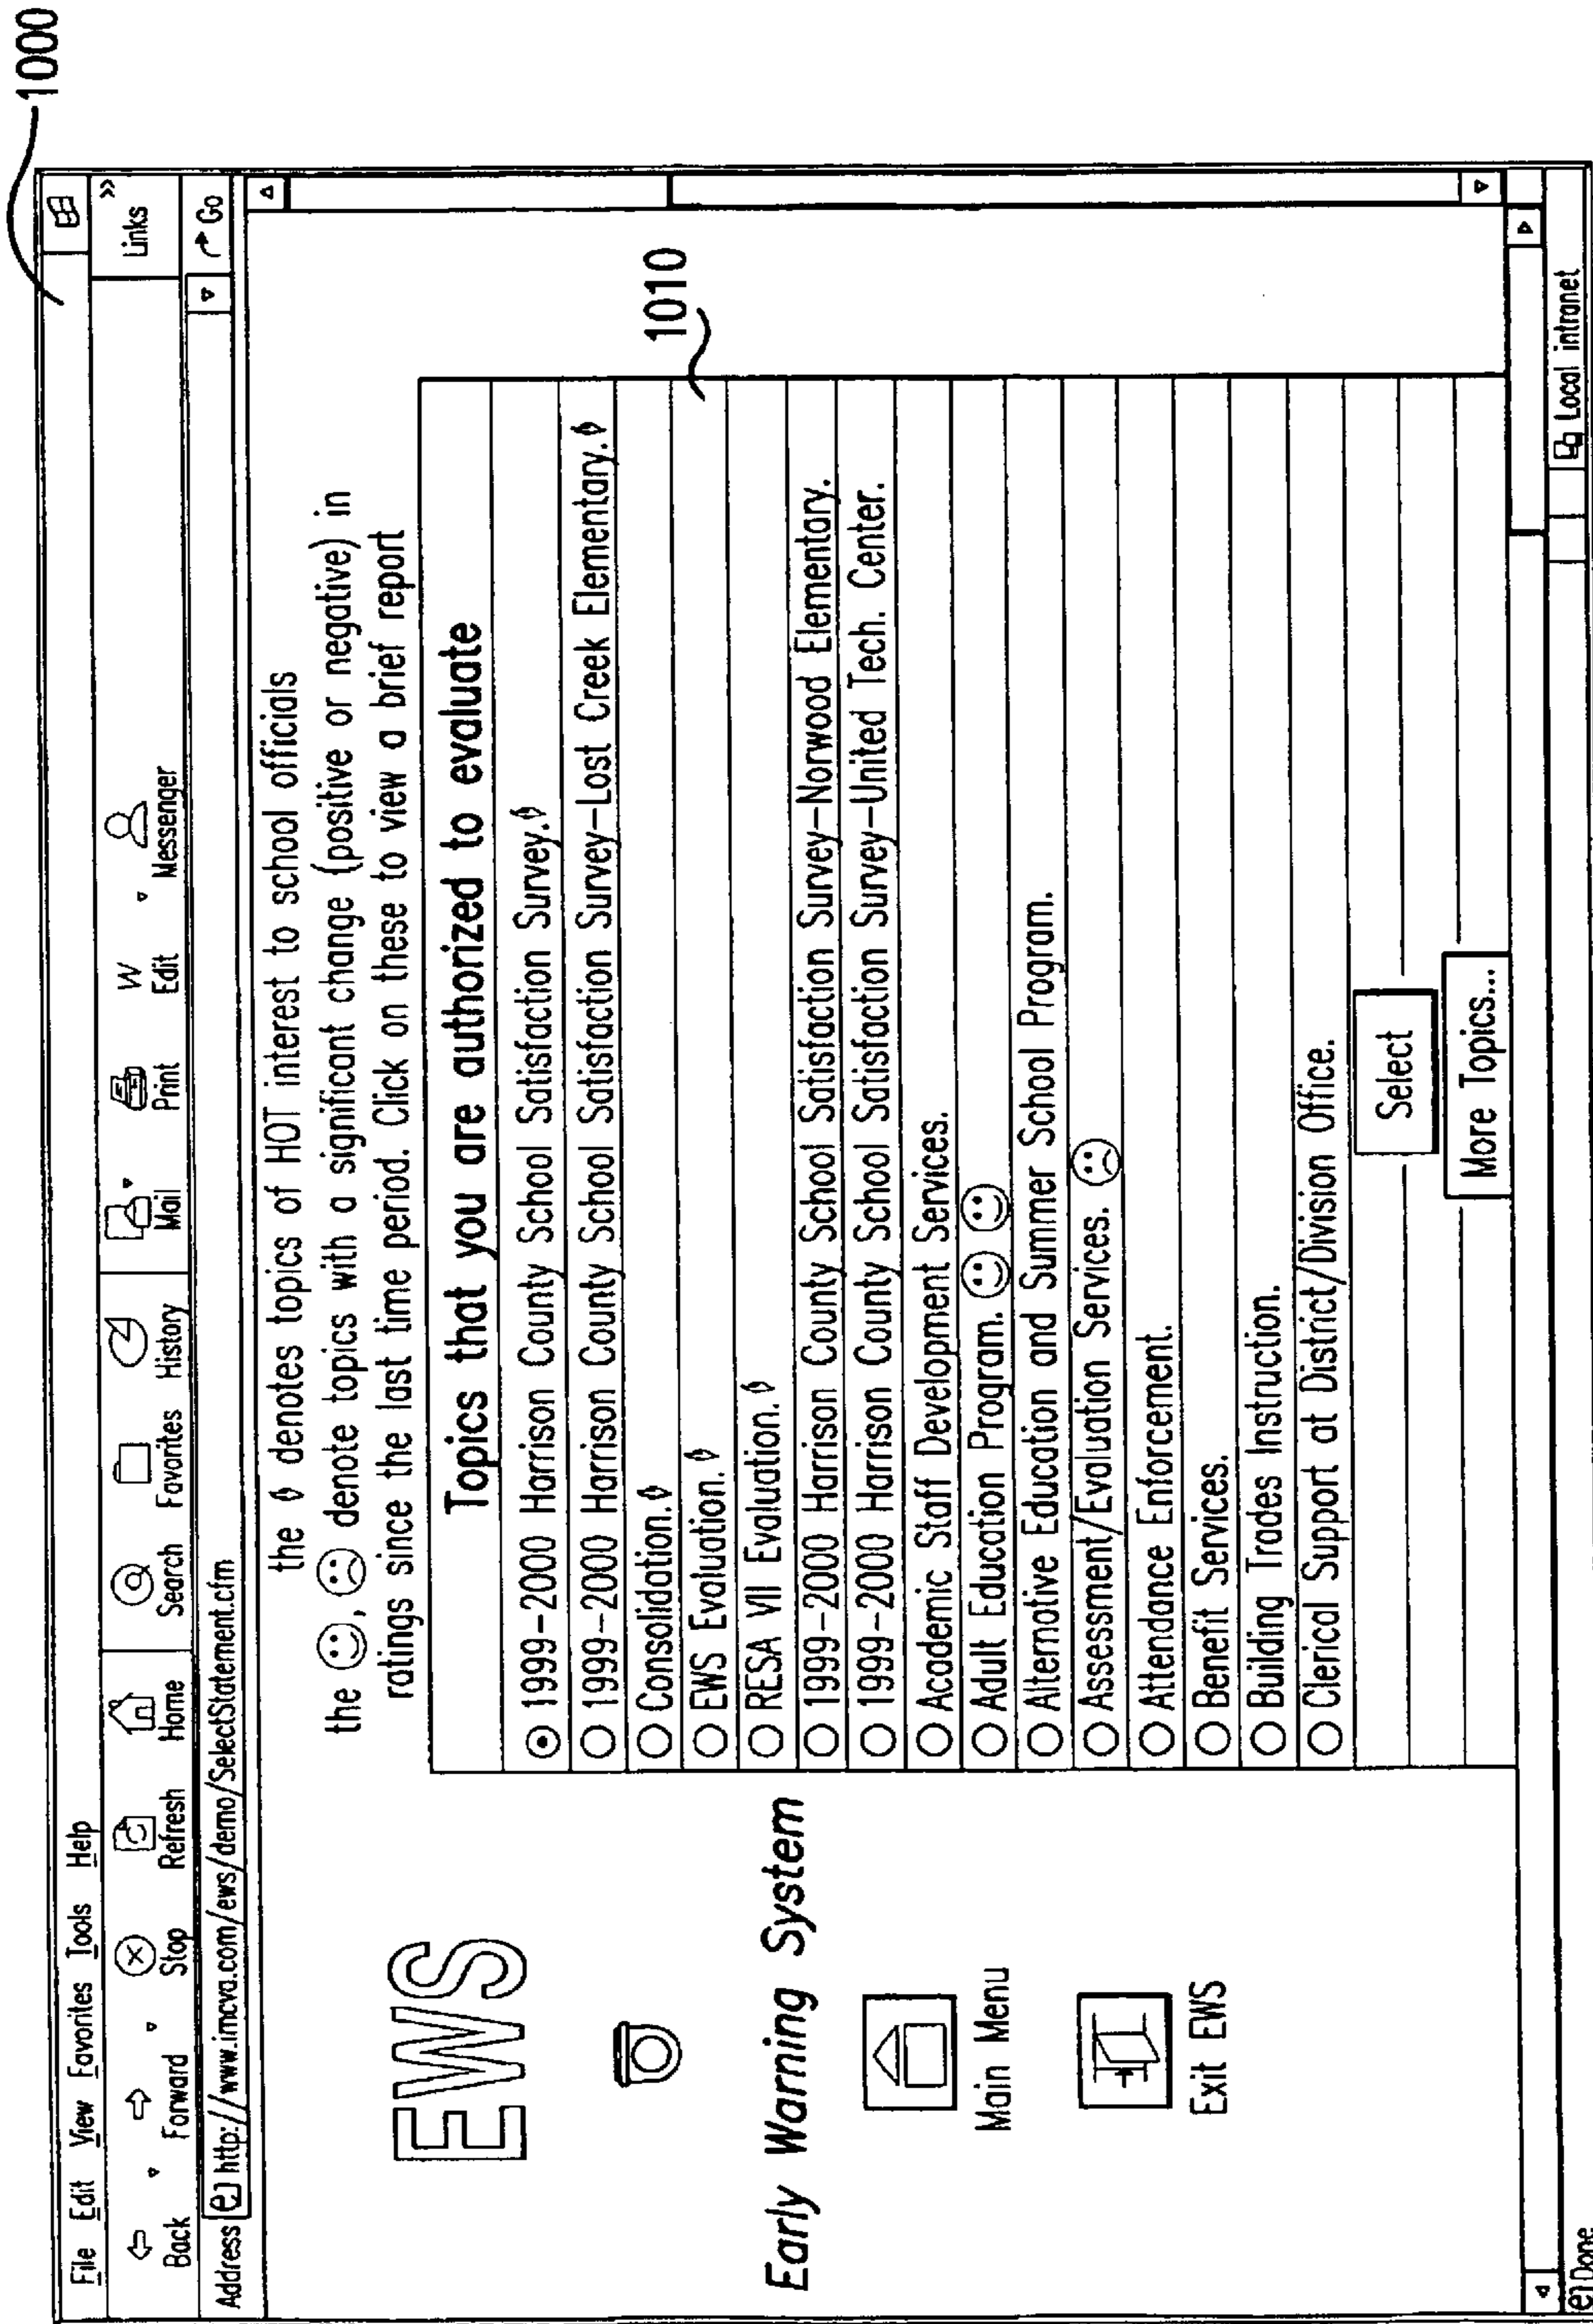 1000
File Edit View Favorites Tools Help
Back Forward Stop Refresh Home Search Favorites History Mail Print Edit Messenger Links »
Address http://www.imcva.com/ews/demo/SelectStatement.cfm Go
EWS
Early Warning System
Main Menu
Exit EWS
the denotes topics of HOT interest to school officials
the ☺, ☹ denote topics with a significant change (positive or negative) in
ratings since the last time period. Click on these to view a brief report
Topics that you are authorized to evaluate
1010
1999-2000 Harrison County School Satisfaction Survey.
1999-2000 Harrison County School Satisfaction Survey-Lost Creek Elementary.
Consolidation.
EWS Evaluation.
RESA VII Evaluation.
1999-2000 Harrison County School Satisfaction Survey-Norwood Elementary.
1999-2000 Harrison County School Satisfaction Survey-United Tech. Center.
Academic Staff Development Services.
Adult Education Program. ☺ ☺
Alternative Education and Summer School Program.
Assessment/Evaluation Services. ☹
Attendance Enforcement.
Benefit Services.
Building Trades Instruction.
Clerical Support at District/Division Office.
Select
More Topics...
Done Local intranet